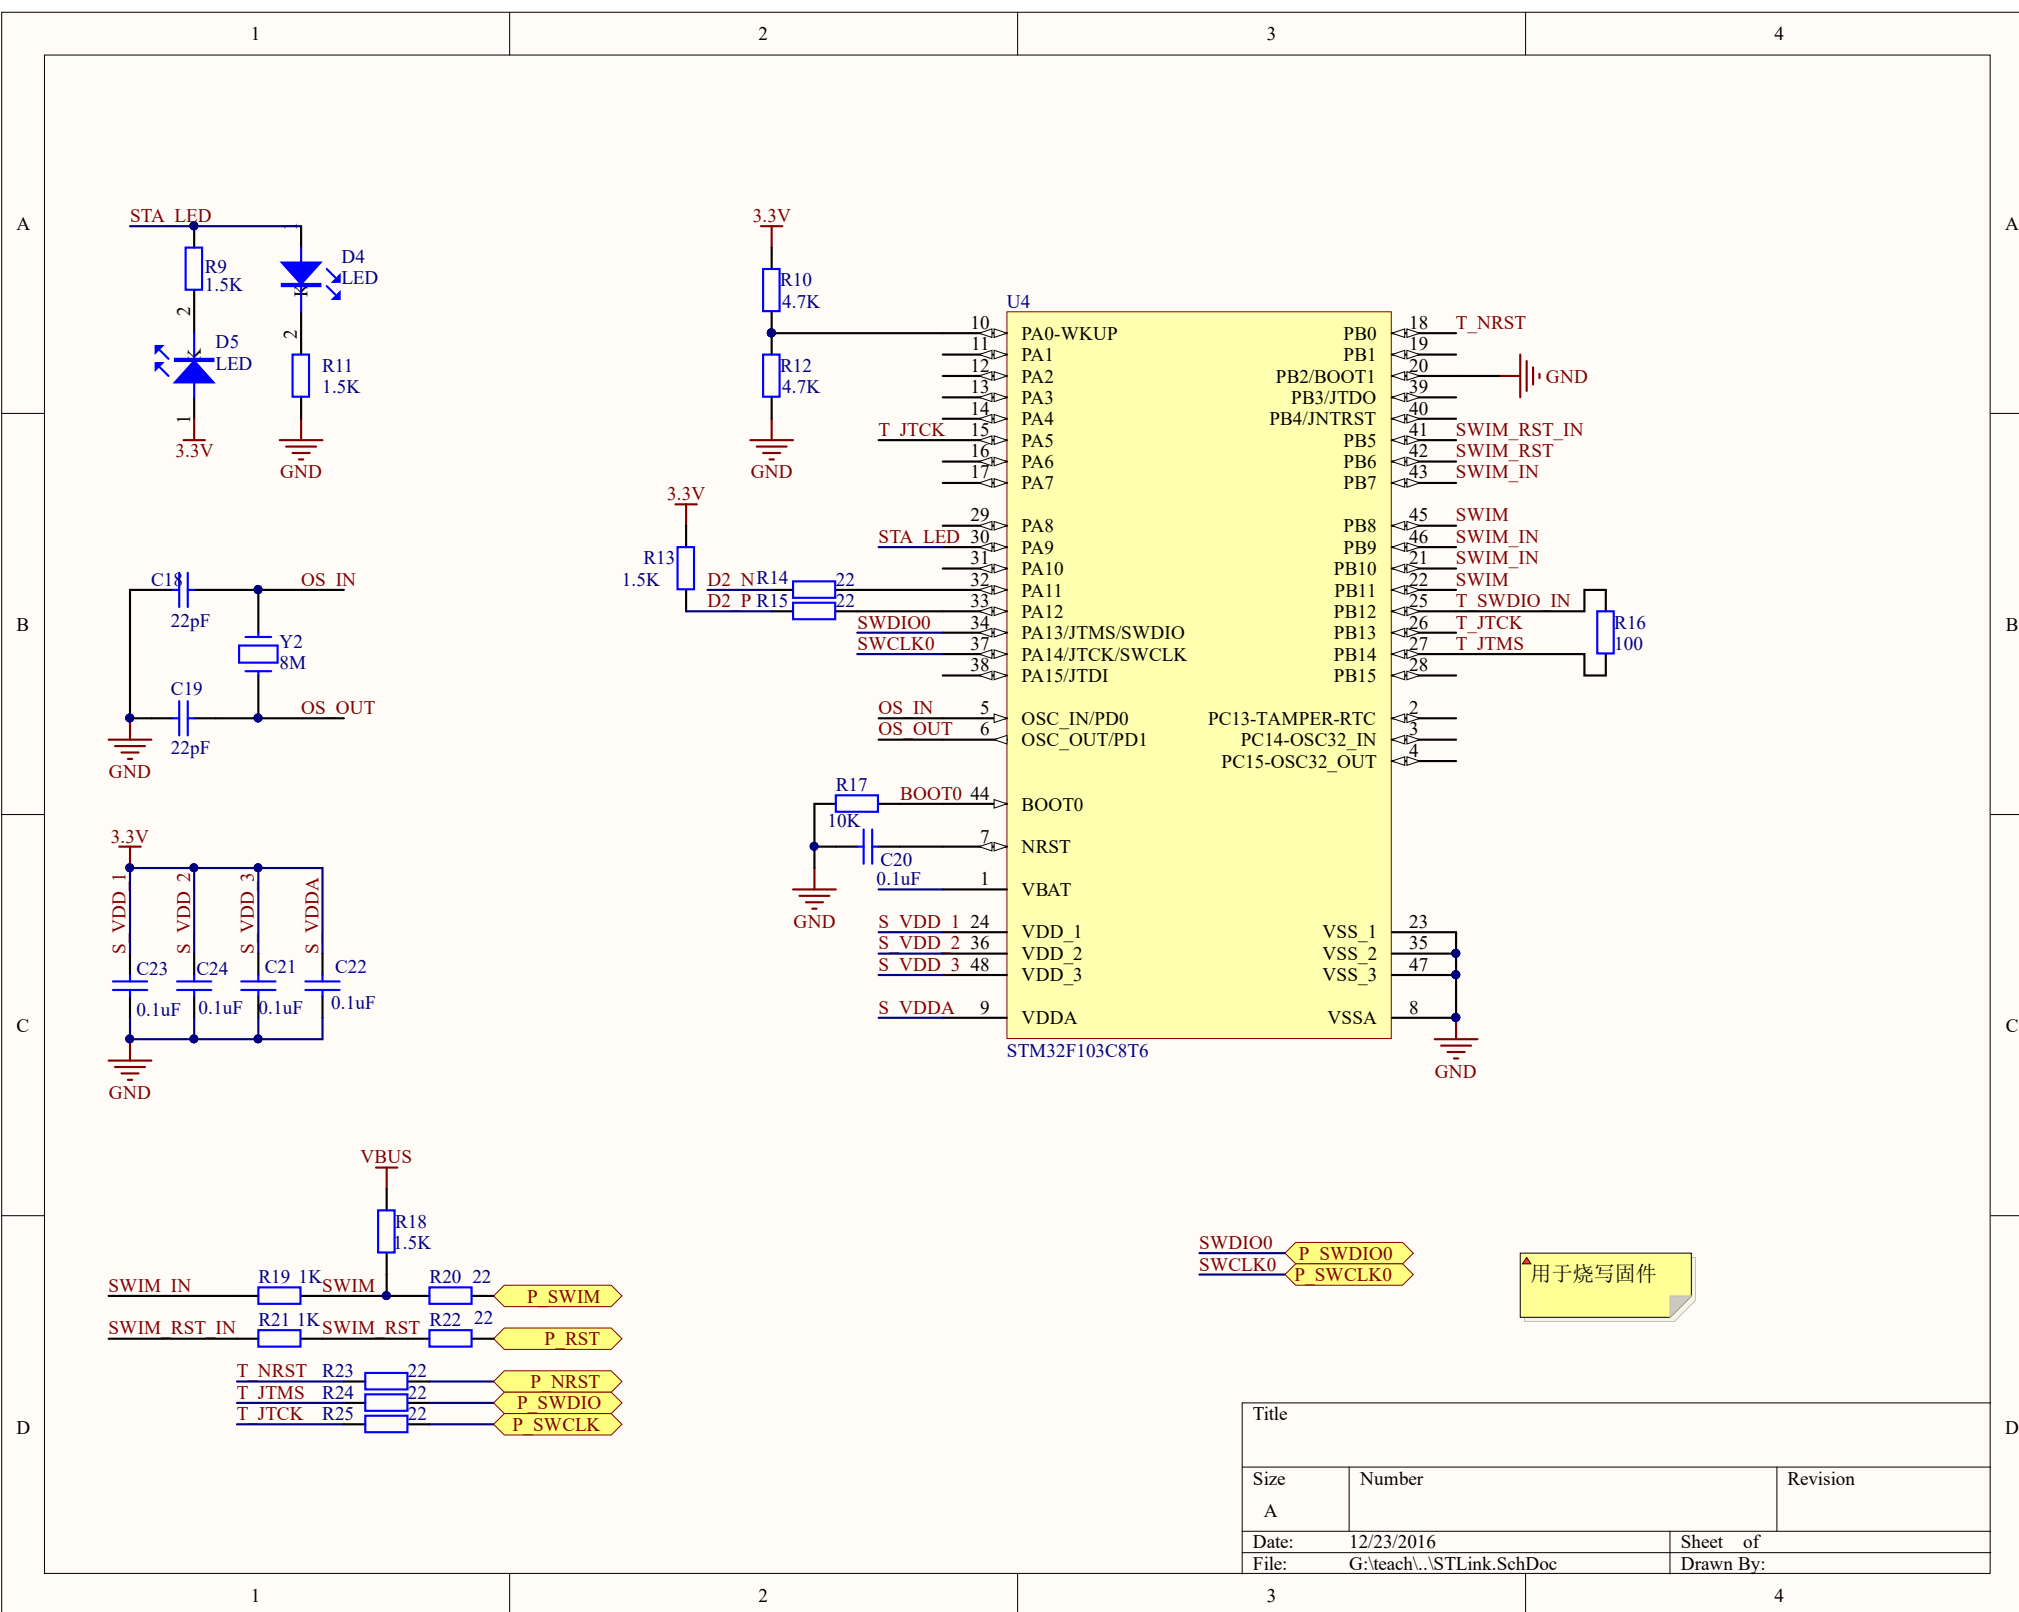 1 2 3 4
A A
STA_LED
R9
1.5K
2
D5
LED
1
3.3V
D4
LED
2
R11
1.5K
GND
3.3V
R10
4.7K
R12
4.7K
GND
U4
10 PA0-WKUP
11 PA1
12 PA2
13 PA3
14 PA4
T_JTCK 15 PA5
16 PA6
17 PA7
29 PA8
STA_LED 30 PA9
31 PA10
3.3V
R13
1.5K
D2_N R14 22 32 PA11
D2_P R15 22 33 PA12
SWDIO0 34 PA13/JTMS/SWDIO
SWCLK0 37 PA14/JTCK/SWCLK
38 PA15/JTDI
OS_IN 5 OSC_IN/PD0
OS_OUT 6 OSC_OUT/PD1
R17
10K
BOOT0 44 BOOT0
7 NRST
C20
0.1uF
GND
1 VBAT
S_VDD_1 24 VDD_1
S_VDD_2 36 VDD_2
S_VDD_3 48 VDD_3
S_VDDA 9 VDDA
STM32F103C8T6
PB0 18 T_NRST
PB1 19
PB2/BOOT1 20 GND
PB3/JTDO 39
PB4/JNTRST 40
PB5 41 SWIM_RST_IN
PB6 42 SWIM_RST
PB7 43 SWIM_IN
PB8 45 SWIM
PB9 46 SWIM_IN
PB10 21 SWIM_IN
PB11 22 SWIM
PB12 25 T_SWDIO_IN
PB13 26 T_JTCK
PB14 27 T_JTMS
PB15 28
R16
100
PC13-TAMPER-RTC 2
PC14-OSC32_IN 3
PC15-OSC32_OUT 4
VSS_1 23
VSS_2 35
VSS_3 47
VSSA 8
GND
B B
C18
22pF
OS_IN
Y2
8M
C19
22pF
OS_OUT
GND
3.3V
S_VDD_1 S_VDD_2 S_VDD_3 S_VDDA
C23 C24 C21 C22
0.1uF 0.1uF 0.1uF 0.1uF
GND
C C
VBUS
R18
1.5K
SWIM_IN R19 1K SWIM R20 22 P_SWIM
SWIM_RST_IN R21 1K SWIM_RST R22 22 P_RST
T_NRST R23 22 P_NRST
T_JTMS R24 22 P_SWDIO
T_JTCK R25 22 P_SWCLK
SWDIO0 P_SWDIO0
SWCLK0 P_SWCLK0
用于烧写固件
D D
Title
Size Number Revision
A
Date: 12/23/2016 Sheet of
File: G:\teach\..\STLink.SchDoc Drawn By:
1 2 3 4